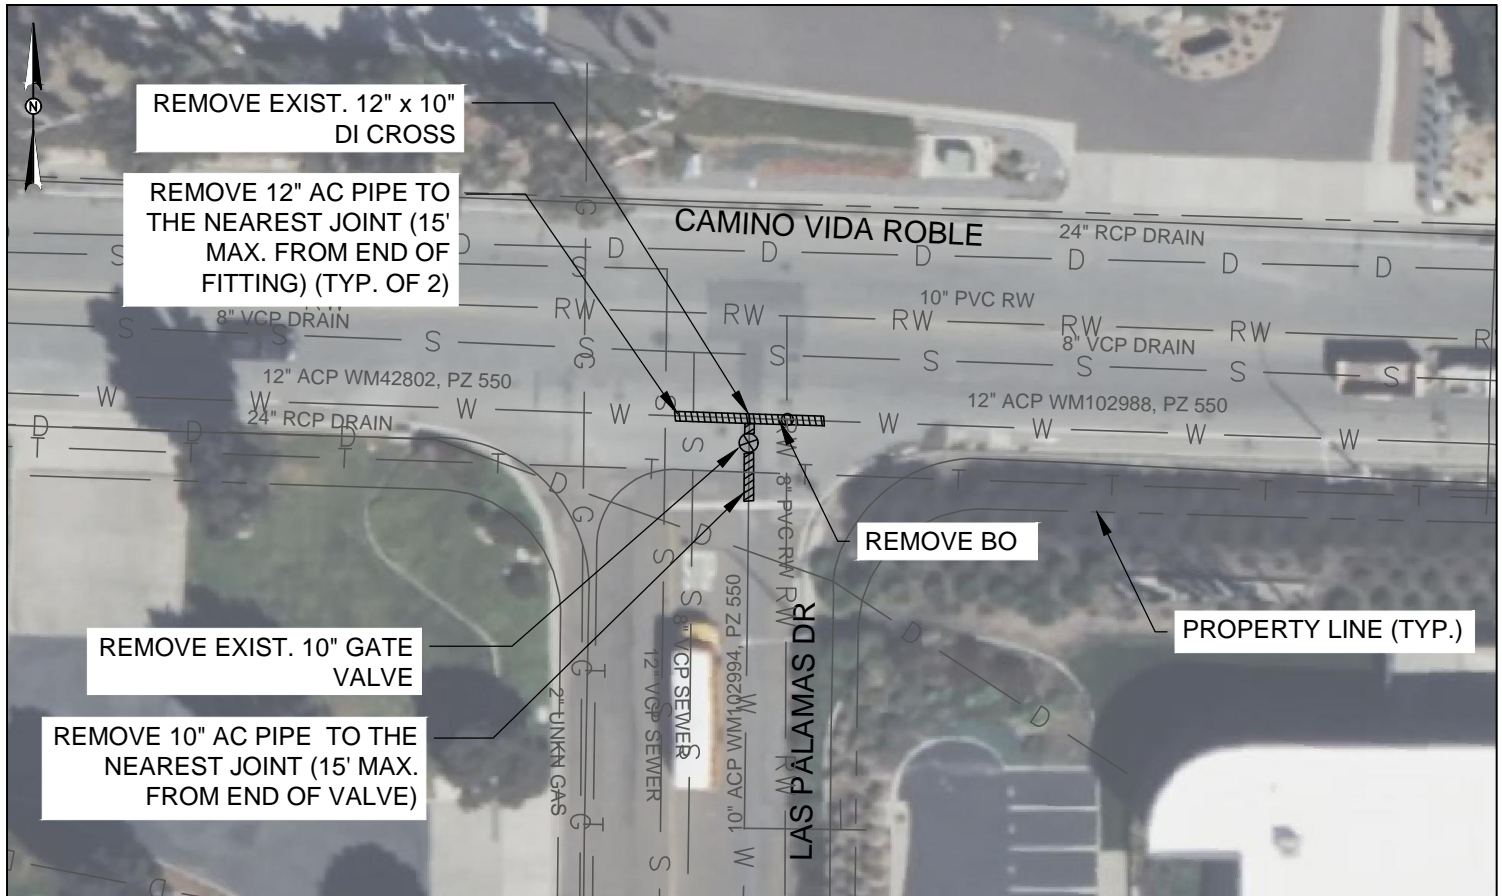 N
REMOVE EXIST. 12" x 10"
DI CROSS
REMOVE 12" AC PIPE TO
THE NEAREST JOINT (15'
MAX. FROM END OF
FITTING) (TYP. OF 2)
CAMINO VIDA ROBLE
24" RCP DRAIN
D D D D D D
10" PVC RW
RW RW RW RW RW
8" VCP DRAIN
8" VCP DRAIN
S S S S S S S S
12" ACP WM42802, PZ 550
12" ACP WM102988, PZ 550
W W W W W W W W
24" RCP DRAIN
D D D
T T T T T T T
8" PVC RW
REMOVE BO
PROPERTY LINE (TYP.)
REMOVE EXIST. 10" GATE
VALVE
REMOVE 10" AC PIPE TO THE
NEAREST JOINT (15' MAX.
FROM END OF VALVE)
2" UNKN GAS
12" VCP SEWER
8" VCP SEWER
10" ACP WM102994, PZ 550
LAS PALAMAS DR